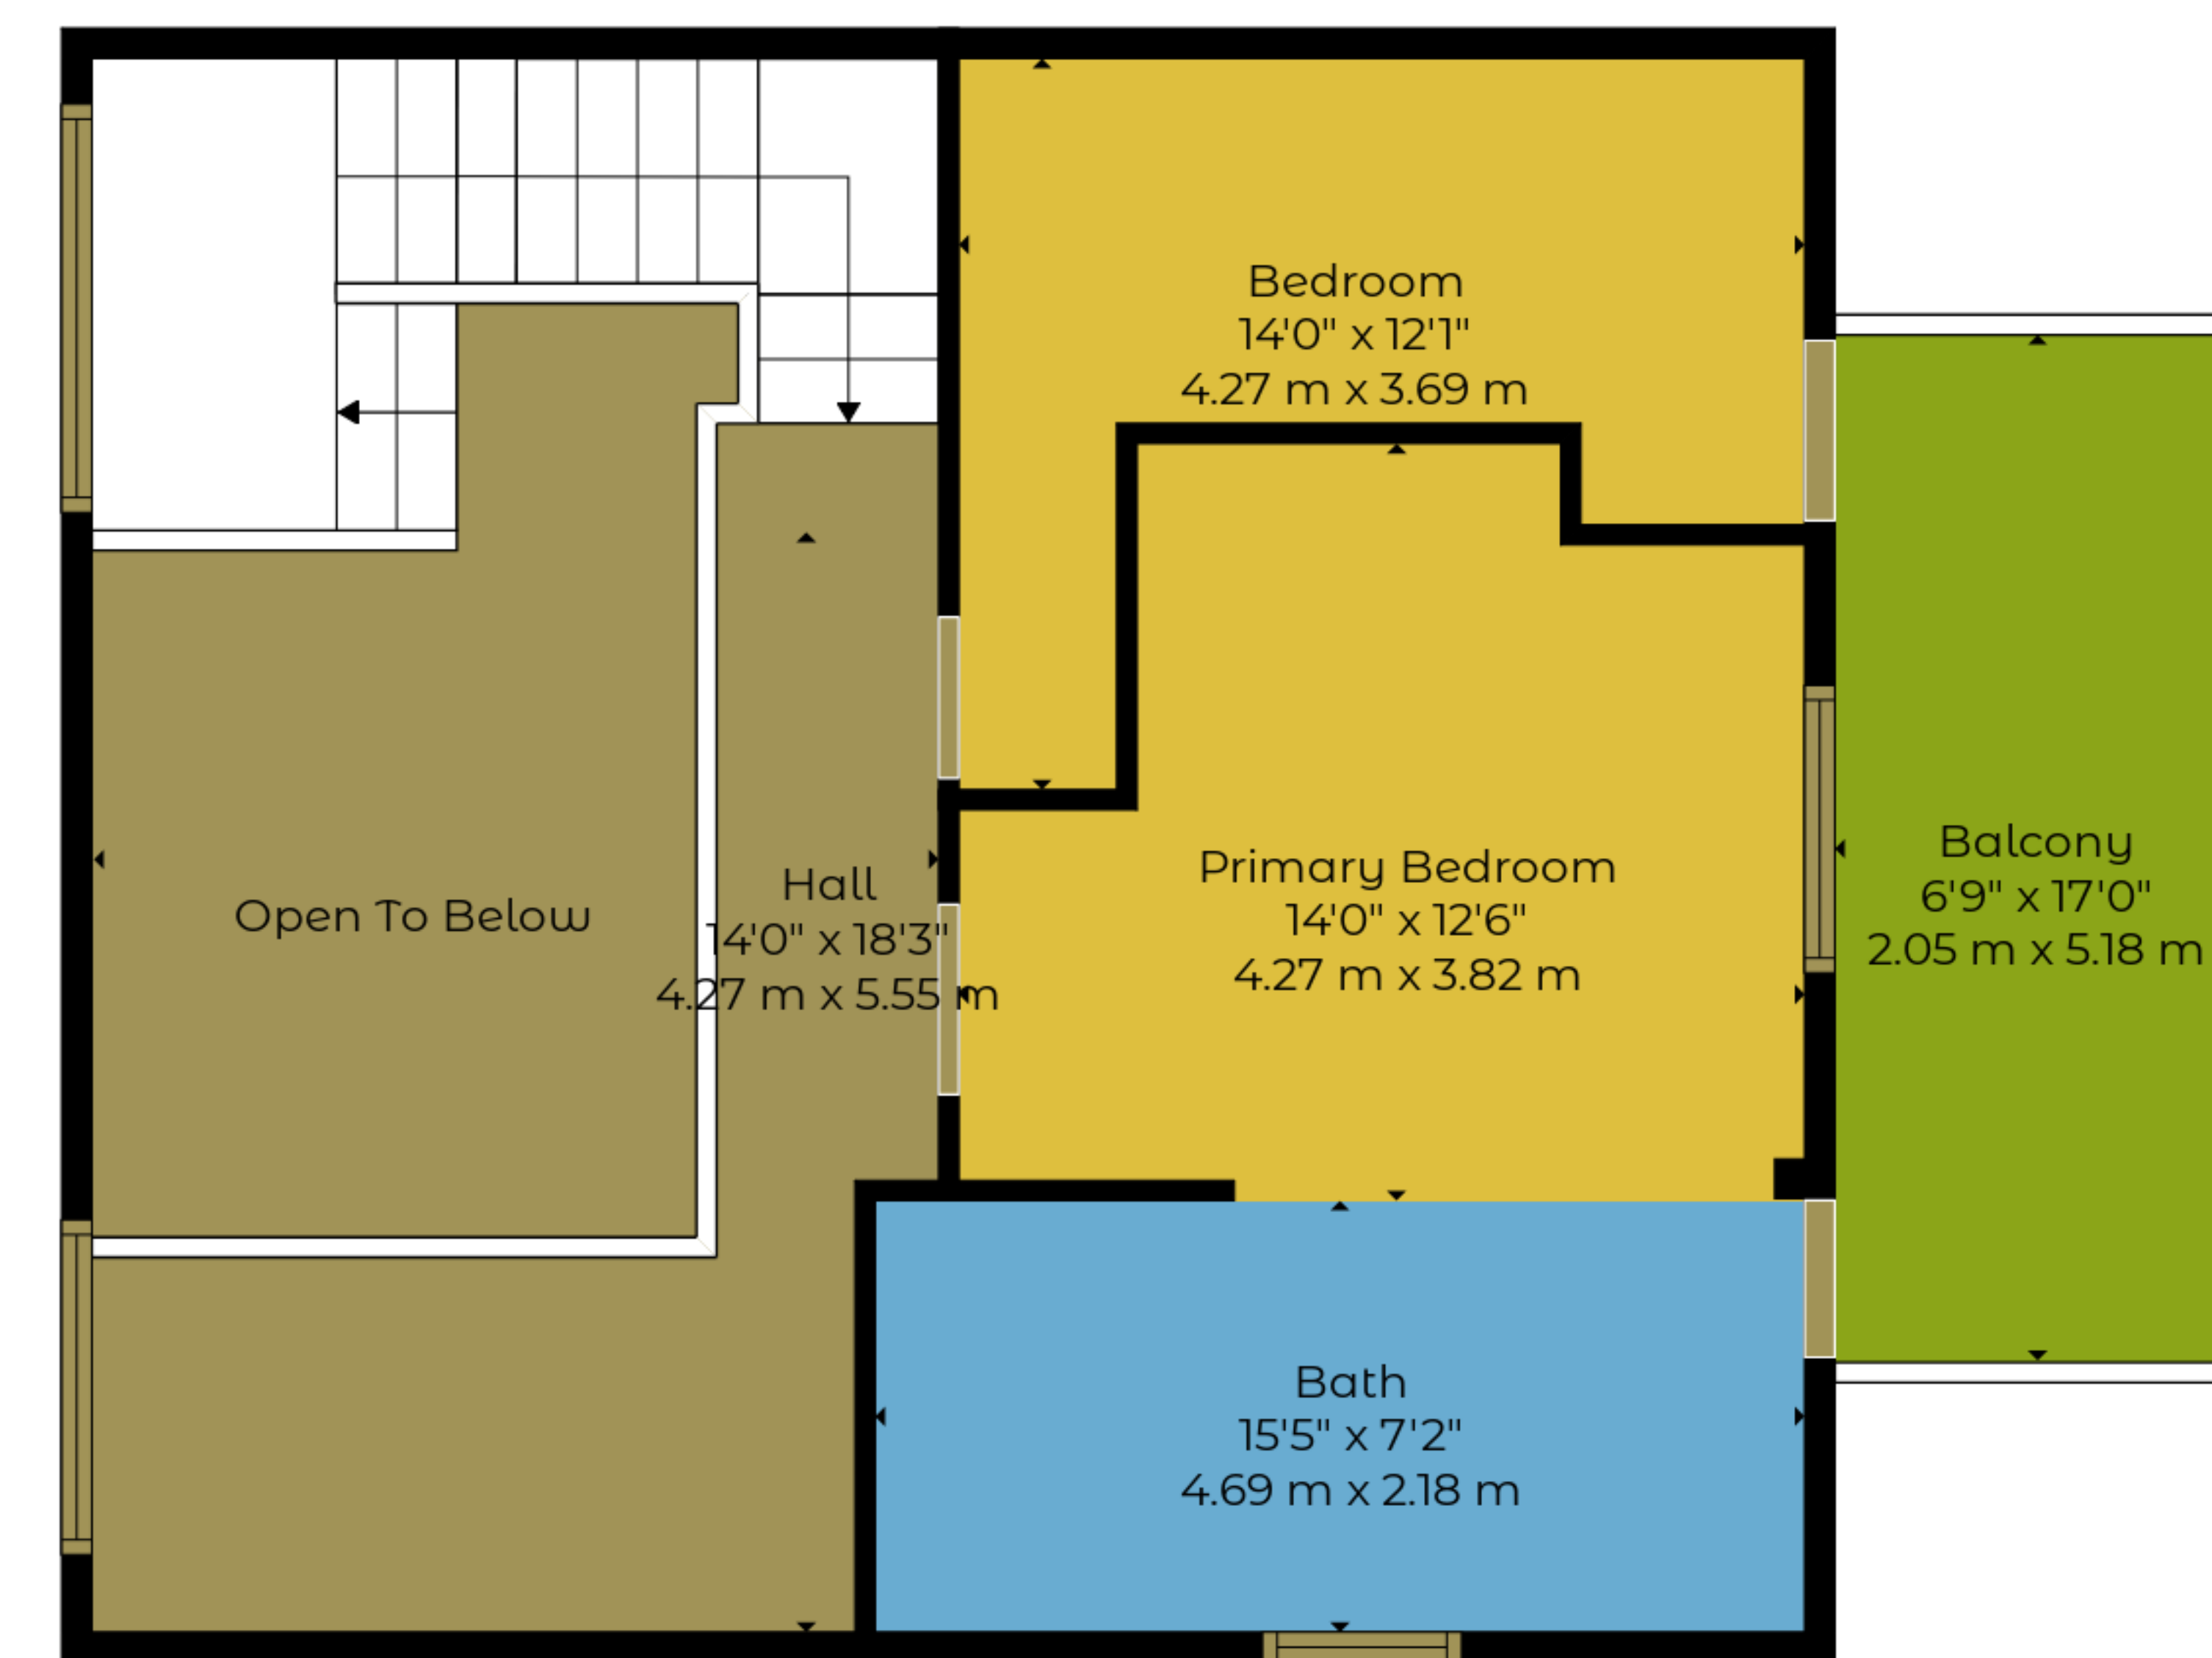 Bedroom
14'0" x 12'1"
4.27 m x 3.69 m
Open To Below
Hall
14'0" x 18'3"
4.27 m x 5.55 m
Primary Bedroom
14'0" x 12'6"
4.27 m x 3.82 m
Balcony
6'9" x 17'0"
2.05 m x 5.18 m
Bath
15'5" x 7'2"
4.69 m x 2.18 m